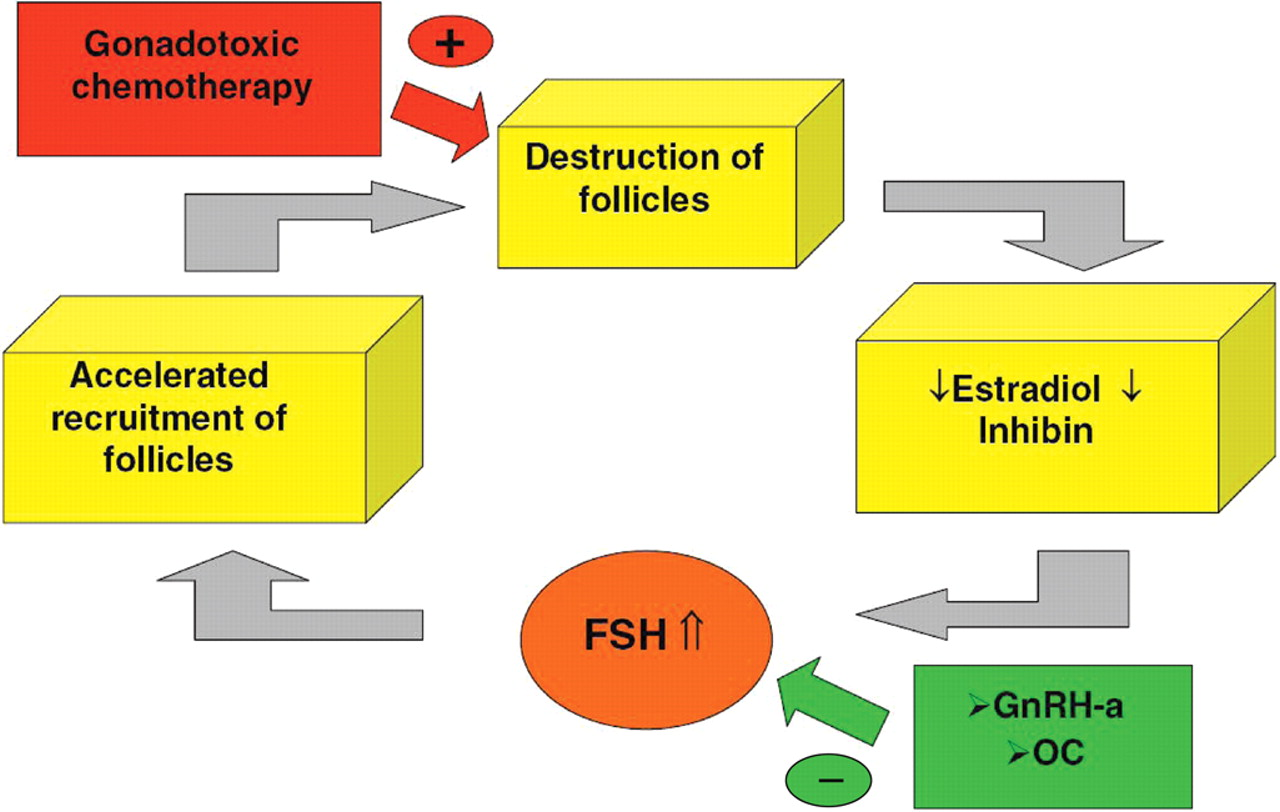 Gonadotoxic
chemotherapy
+
Destruction of
follicles
↓Estradiol ↓
Inhibin
Accelerated
recruitment of
follicles
FSH ⇑
➢GnRH-a
➢OC
−